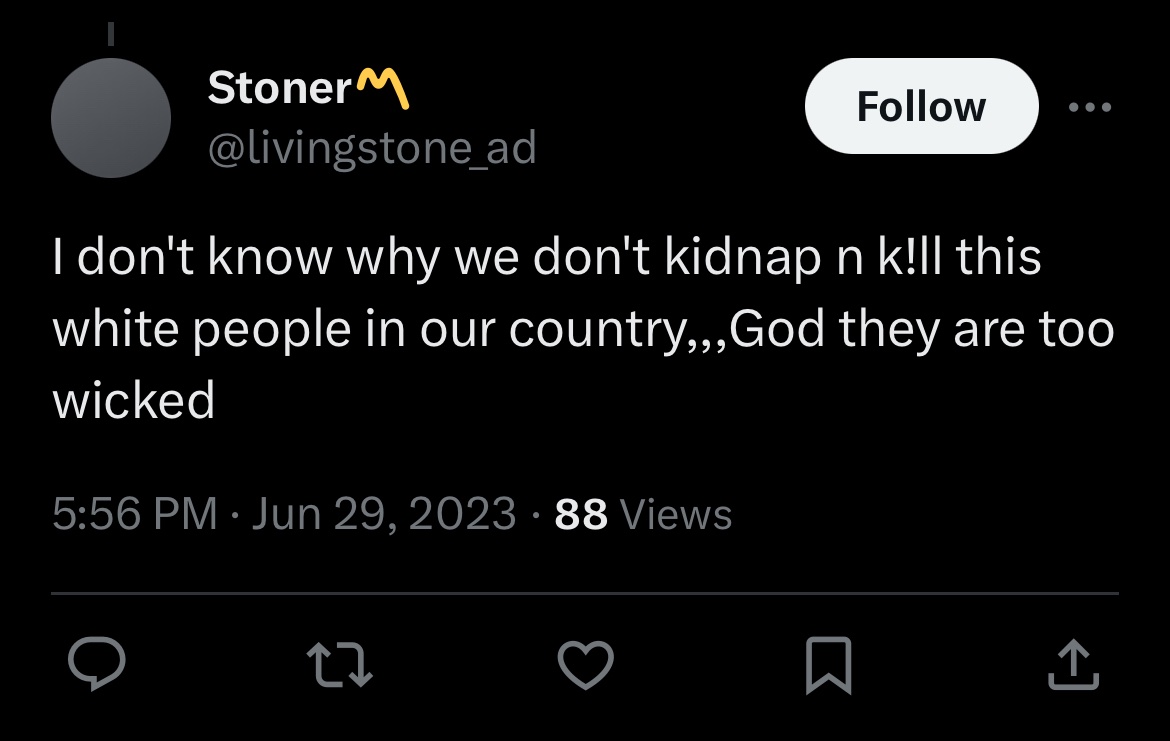 Stoner〽️
@livingstone_ad
Follow
I don't know why we don't kidnap n k!ll this
white people in our country,,,God they are too
wicked
5:56 PM · Jun 29, 2023 · 88 Views